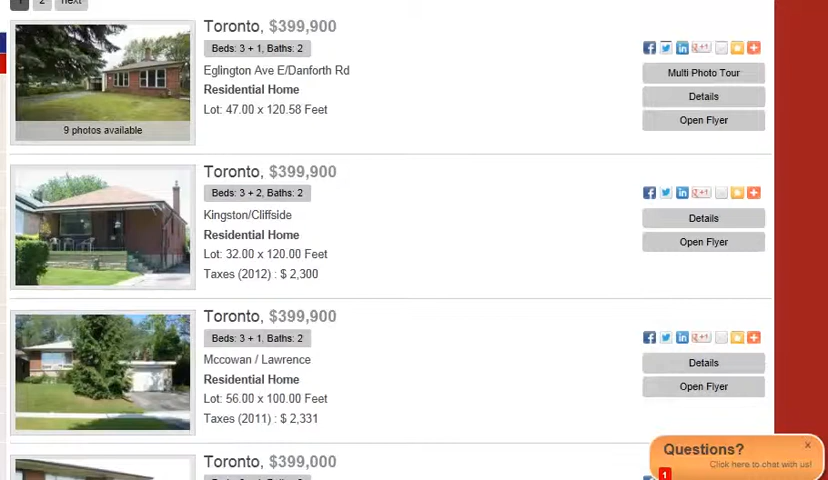 1 2 next
Toronto, $399,900
Beds: 3 + 1, Baths: 2
Eglington Ave E/Danforth Rd
Residential Home
Lot: 47.00 x 120.58 Feet
9 photos available
Multi Photo Tour
Details
Open Flyer
Toronto, $399,900
Beds: 3 + 2, Baths: 2
Kingston/Cliffside
Residential Home
Lot: 32.00 x 120.00 Feet
Taxes (2012) : $ 2,300
Details
Open Flyer
Toronto, $399,900
Beds: 3 + 1, Baths: 2
Mccowan / Lawrence
Residential Home
Lot: 56.00 x 100.00 Feet
Taxes (2011) : $ 2,331
Details
Open Flyer
Toronto, $399,000
Questions?
Click here to chat with us!
1